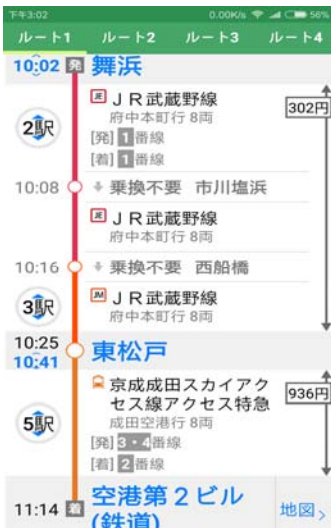 下午3:02 0.00K/s 56%
ルート1 ルート2 ルート3 ルート4
10:02 発 舞浜
JE JR武蔵野線
302円
府中本町行 8両
2駅
[発] 1 番線
[着] 1 番線
10:08 乗換不要 市川塩浜
JE JR武蔵野線
府中本町行 8両
10:16 乗換不要 西船橋
JM JR武蔵野線
3駅
府中本町行 8両
10:25
10:41
東松戸
京成成田スカイアク
セス線アクセス特急
936円
成田空港行 8両
5駅
[発] 3・4 番線
[着] 2 番線
11:14 着 空港第2ビル
(鉄道)
地図